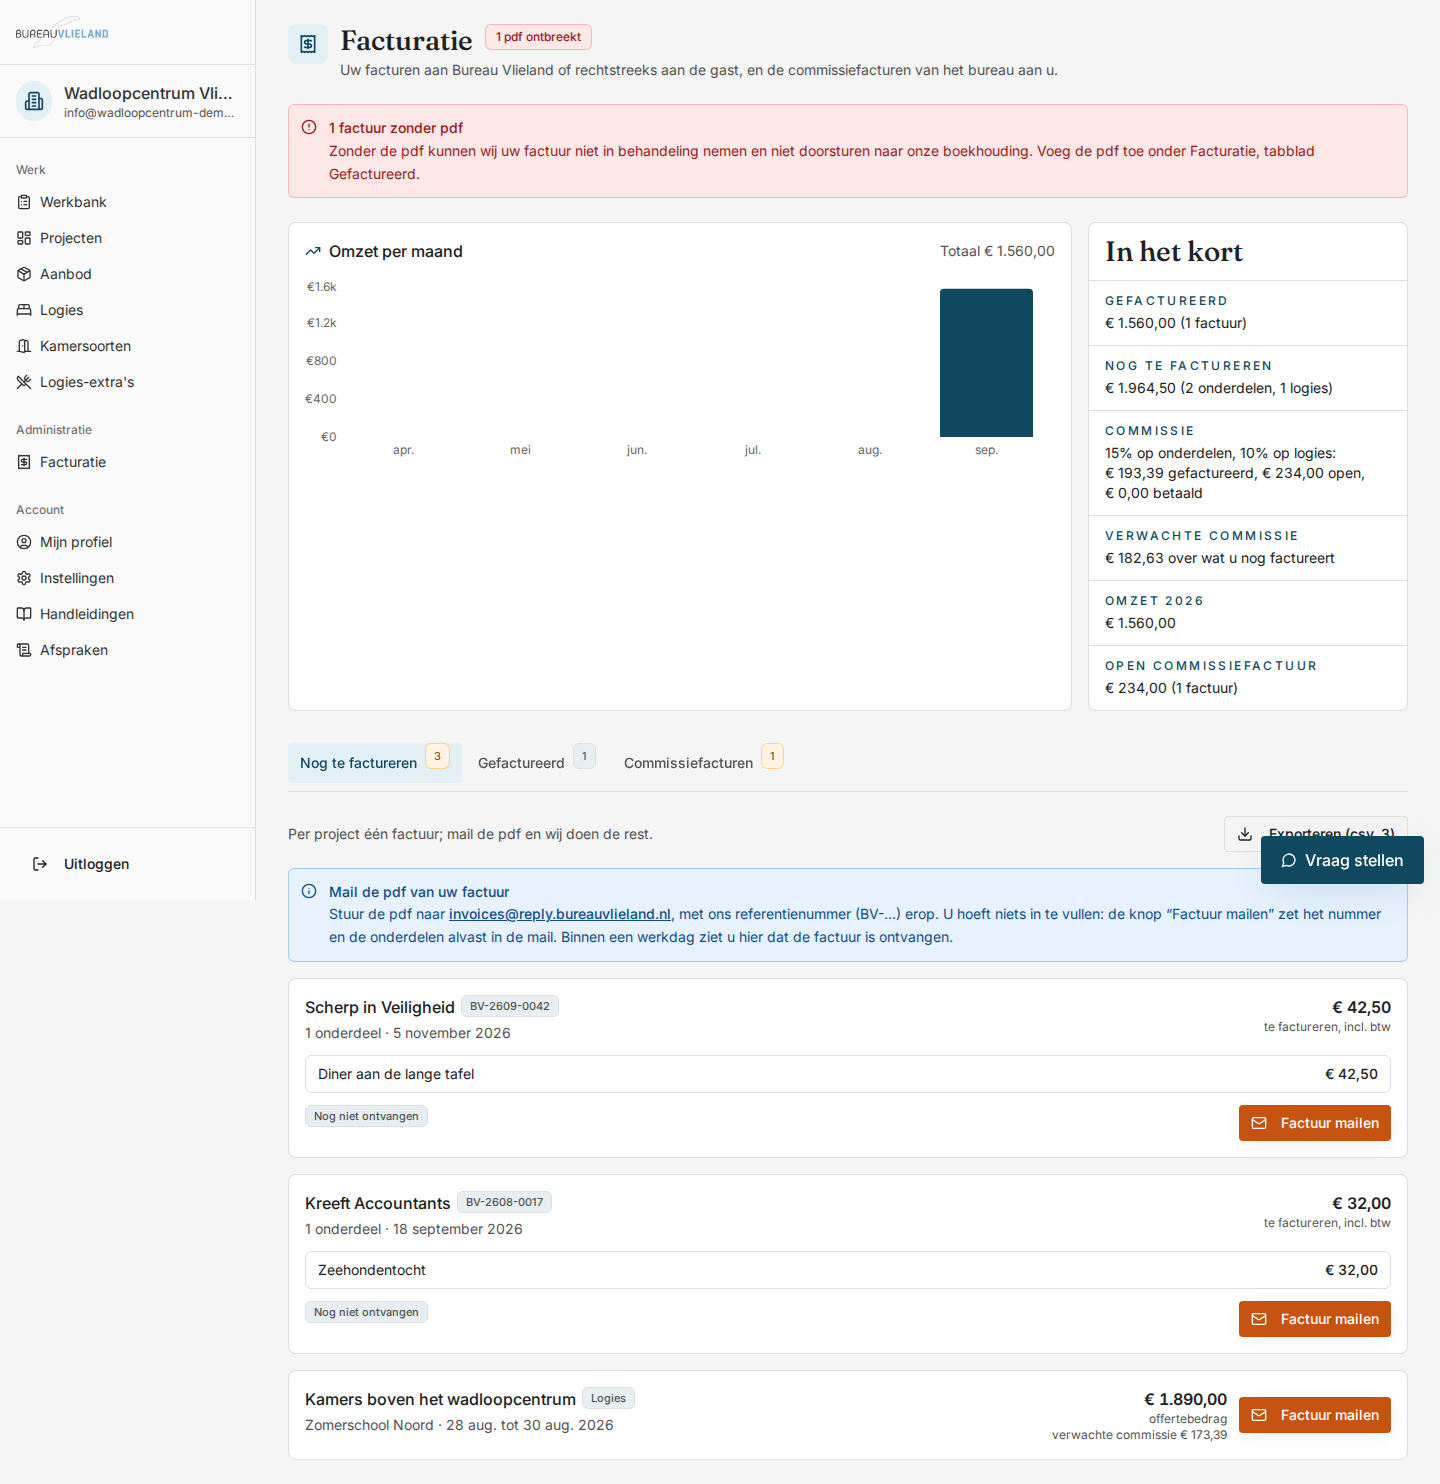 BUREAUVLIELAND
Wadloopcentrum Vli...
info@wadloopcentrum-dem...
Werk
Werkbank
Projecten
Aanbod
Logies
Kamersoorten
Logies-extra's
Administratie
Facturatie
Account
Mijn profiel
Instellingen
Handleidingen
Afspraken
Uitloggen
Facturatie
1 pdf ontbreekt
Uw facturen aan Bureau Vlieland of rechtstreeks aan de gast, en de commissiefacturen van het bureau aan u.
1 factuur zonder pdf
Zonder de pdf kunnen wij uw factuur niet in behandeling nemen en niet doorsturen naar onze boekhouding. Voeg de pdf toe onder Facturatie, tabblad
Gefactureerd.
Omzet per maand
Totaal € 1.560,00
€1.6k
€1.2k
€800
€400
€0
apr.
mei
jun.
jul.
aug.
sep.
In het kort
GEFACTUREERD
€ 1.560,00 (1 factuur)
NOG TE FACTUREREN
€ 1.964,50 (2 onderdelen, 1 logies)
COMMISSIE
15% op onderdelen, 10% op logies:
€ 193,39 gefactureerd, € 234,00 open,
€ 0,00 betaald
VERWACHTE COMMISSIE
€ 182,63 over wat u nog factureert
OMZET 2026
€ 1.560,00
OPEN COMMISSIEFACTUUR
€ 234,00 (1 factuur)
Nog te factureren 3
Gefactureerd 1
Commissiefacturen 1
Per project één factuur; mail de pdf en wij doen de rest.
Exporteren (csv, 3)
Vraag stellen
Mail de pdf van uw factuur
Stuur de pdf naar invoices@reply.bureauvlieland.nl, met ons referentienummer (BV-...) erop. U hoeft niets in te vullen: de knop “Factuur mailen” zet het nummer
en de onderdelen alvast in de mail. Binnen een werkdag ziet u hier dat de factuur is ontvangen.
Scherp in Veiligheid BV-2609-0042
€ 42,50
1 onderdeel · 5 november 2026
te factureren, incl. btw
Diner aan de lange tafel
€ 42,50
Nog niet ontvangen
Factuur mailen
Kreeft Accountants BV-2608-0017
€ 32,00
1 onderdeel · 18 september 2026
te factureren, incl. btw
Zeehondentocht
€ 32,00
Nog niet ontvangen
Factuur mailen
Kamers boven het wadloopcentrum Logies
€ 1.890,00
Zomerschool Noord · 28 aug. tot 30 aug. 2026
offertebedrag
verwachte commissie € 173,39
Factuur mailen